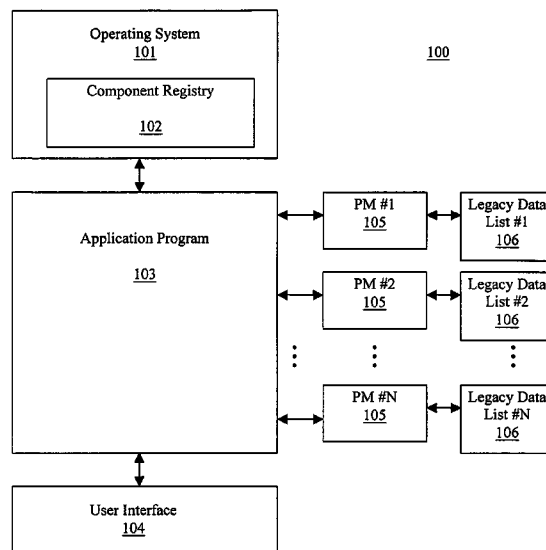 Operating System
101
100
Component Registry
102
Application Program
103
PM #1
105
Legacy Data
List #1
106
PM #2
105
Legacy Data
List #2
106
PM #N
105
Legacy Data
List #N
106
User Interface
104